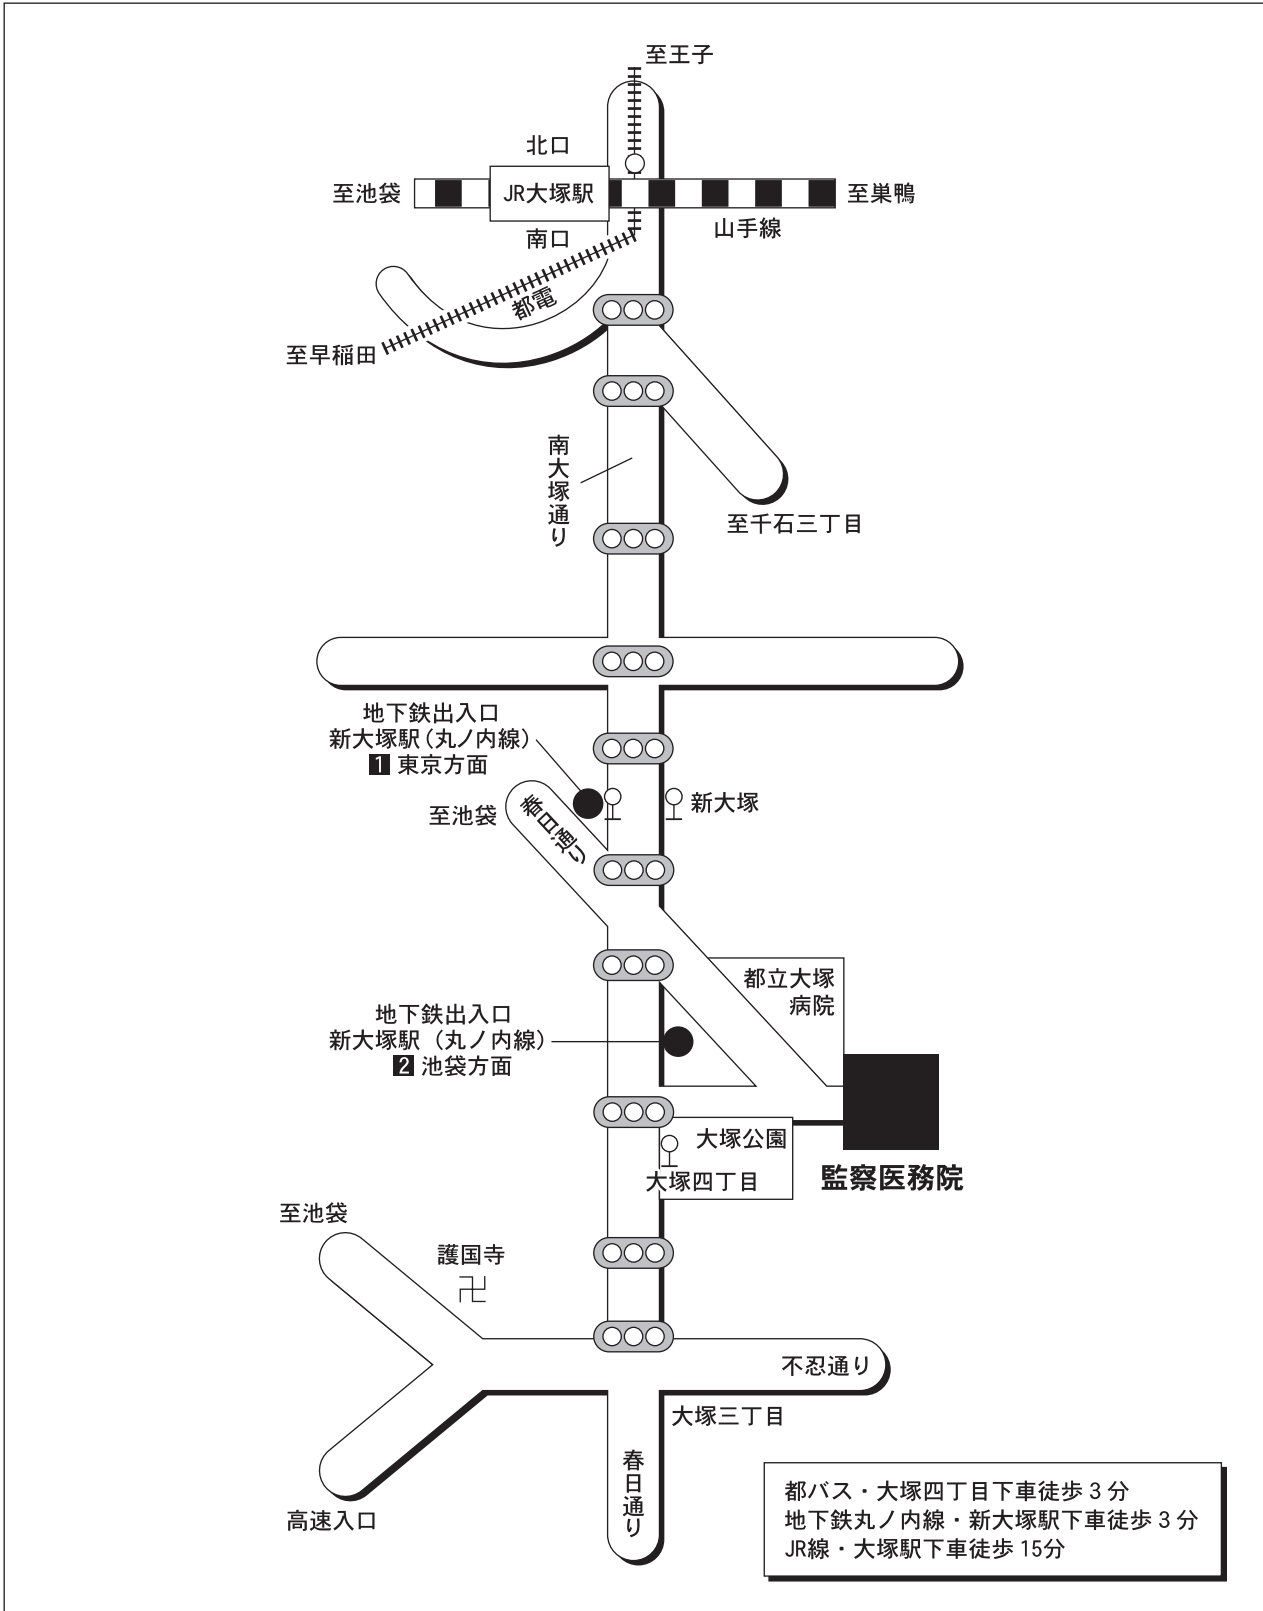 至王子
北口
至池袋
JR大塚駅
至巣鴨
南口
山手線
都電
至早稲田
南大塚通り
至千石三丁目
地下鉄出入口
新大塚駅(丸ノ内線)
1 東京方面
新大塚
至池袋
春日通り
都立大塚
病院
地下鉄出入口
新大塚駅(丸ノ内線)
2 池袋方面
大塚公園
大塚四丁目
監察医務院
至池袋
護国寺
卍
不忍通り
大塚三丁目
春日通り
高速入口
都バス・大塚四丁目下車徒歩3分
地下鉄丸ノ内線・新大塚駅下車徒歩3分
JR線・大塚駅下車徒歩15分